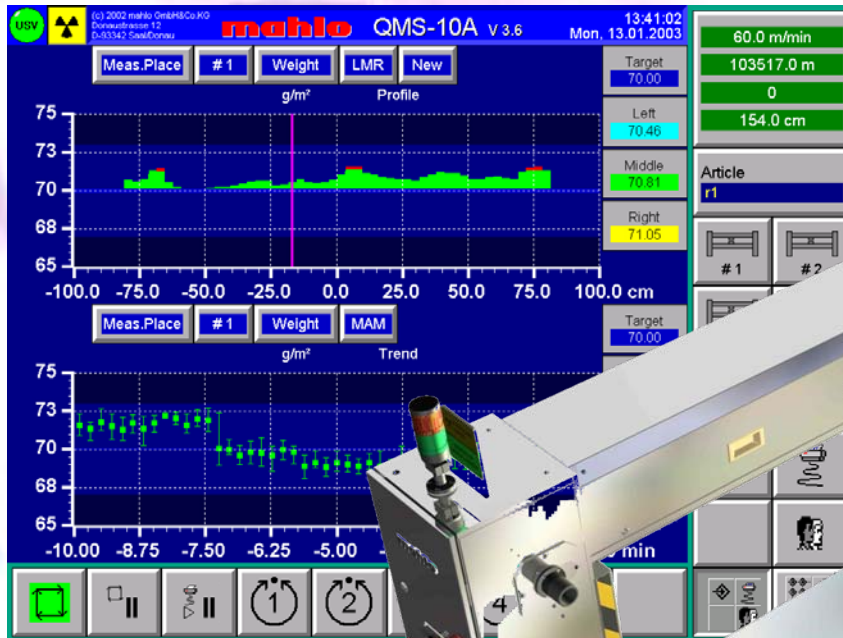 USV
(c) 2002 mahlo GmbH&Co.KG
Donaustrasse 12
D-93342 Saal/Donau
mahlo
QMS-10A V 3.6
13:41:02
Mon, 13.01.2003
60.0 m/min
103517.0 m
0
154.0 cm
Meas.Place #1 Weight LMR New
g/m² Profile
75
73
70
68
65
-100.0 -75.0 -50.0 -25.0 0.0 25.0 50.0 75.0 100.0 cm
Target
70.00
Left
70.46
Middle
70.81
Right
71.05
Article
r1
#1 #2
Meas.Place #1 Weight MAM
g/m² Trend
Target
70.00
75
73
70
68
65
-10.00 -8.75 -7.50 -6.25 -5.00 min
1 2 4